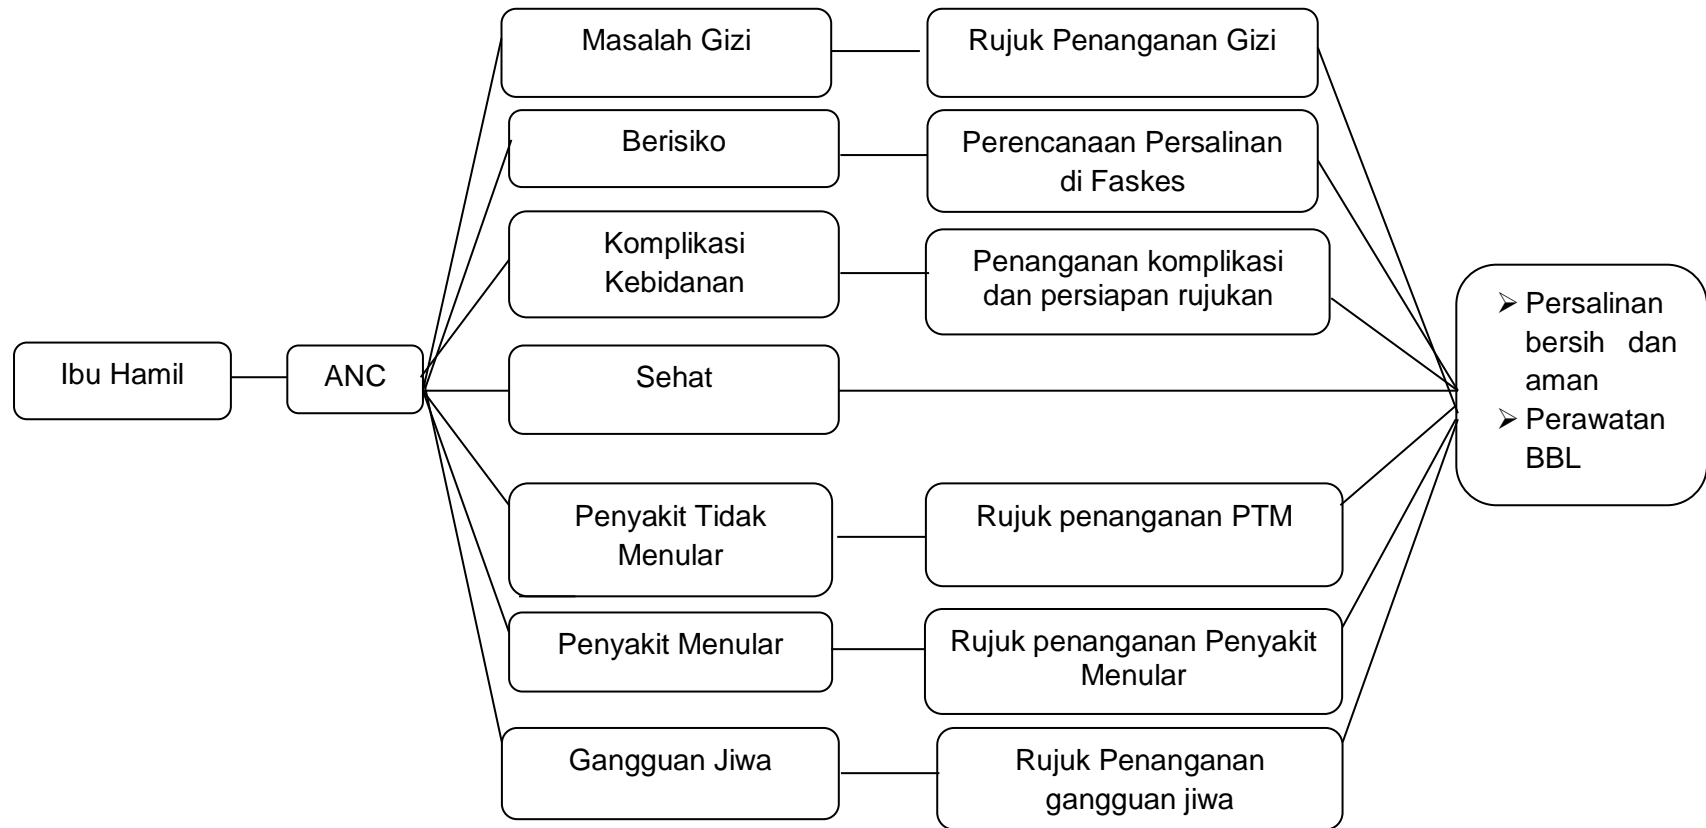 Masalah Gizi
Rujuk Penanganan Gizi
Berisiko
Perencanaan Persalinan
di Faskes
Komplikasi
Kebidanan
Penanganan komplikasi
dan persiapan rujukan
Ibu Hamil
ANC
Sehat
➢ Persalinan
bersih dan
aman
➢ Perawatan
BBL
Penyakit Tidak
Menular
Rujuk penanganan PTM
Penyakit Menular
Rujuk penanganan Penyakit
Menular
Gangguan Jiwa
Rujuk Penanganan
gangguan jiwa